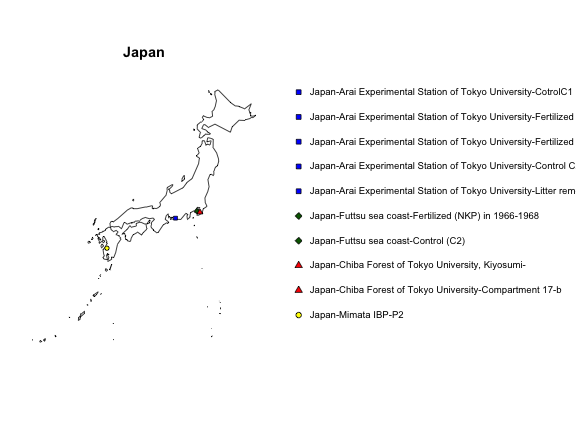 Japan
Japan-Arai Experimental Station of Tokyo University-CotrolC1
Japan-Arai Experimental Station of Tokyo University-Fertilized
Japan-Arai Experimental Station of Tokyo University-Fertilized
Japan-Arai Experimental Station of Tokyo University-Control C
Japan-Arai Experimental Station of Tokyo University-Litter rem
Japan-Futtsu sea coast-Fertilized (NKP) in 1966-1968
Japan-Futtsu sea coast-Control (C2)
Japan-Chiba Forest of Tokyo University, Kiyosumi-
Japan-Chiba Forest of Tokyo University-Compartment 17-b
Japan-Mimata IBP-P2